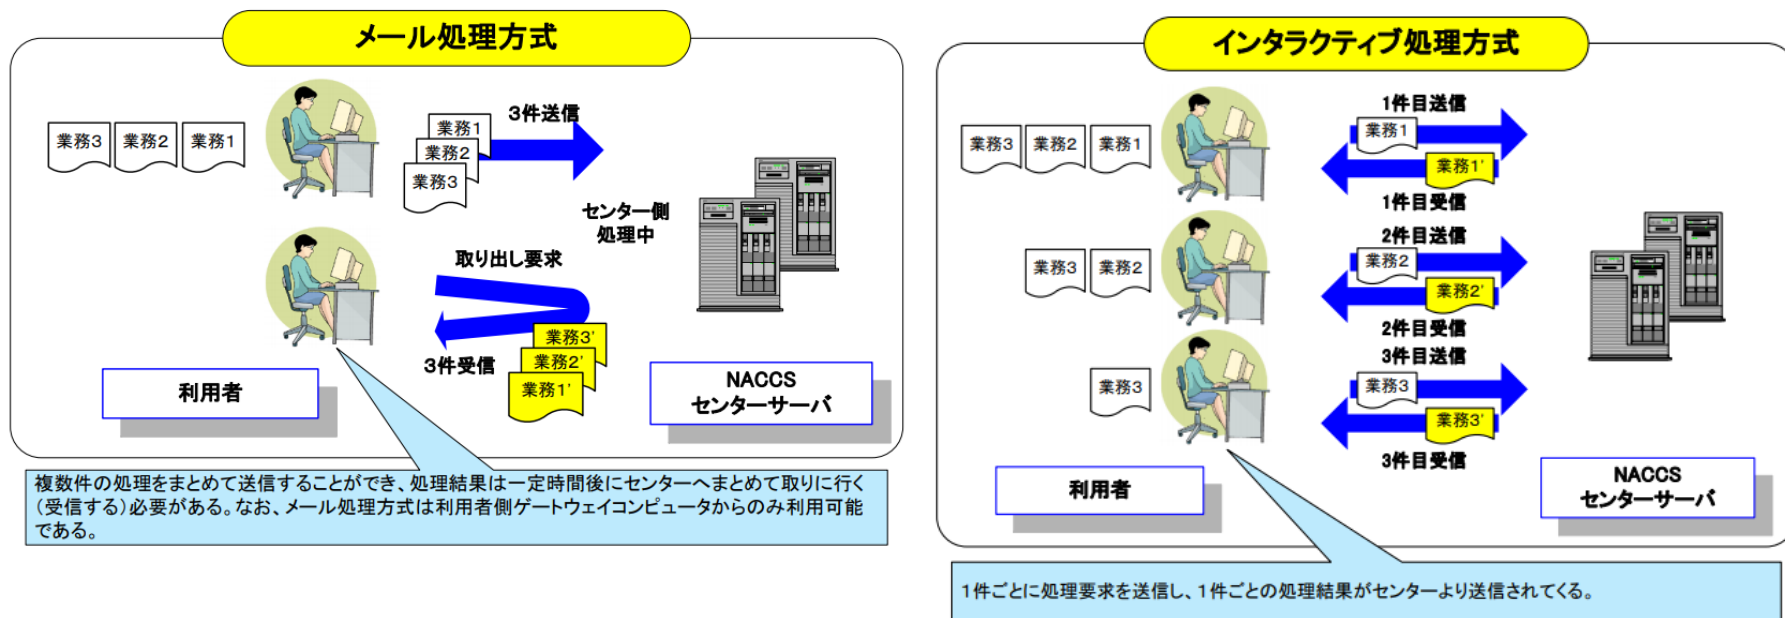 メール処理方式
業務3 業務2 業務1
業務1
業務2
業務3
3件送信
センター側
処理中
取り出し要求
3件受信
業務3'
業務2'
業務1'
利用者
NACCS
センターサーバ
複数件の処理をまとめて送信することができ、処理結果は一定時間後にセンターへまとめて取りに行く
(受信する)必要がある。なお、メール処理方式は利用者側ゲートウェイコンピュータからのみ利用可能
である。
インタラクティブ処理方式
業務3 業務2 業務1
1件目送信
業務1
業務1'
1件目受信
業務3 業務2
2件目送信
業務2
業務2'
2件目受信
業務3
3件目送信
業務3
業務3'
3件目受信
利用者
NACCS
センターサーバ
1件ごとに処理要求を送信し、1件ごとの処理結果がセンターより送信されてくる。